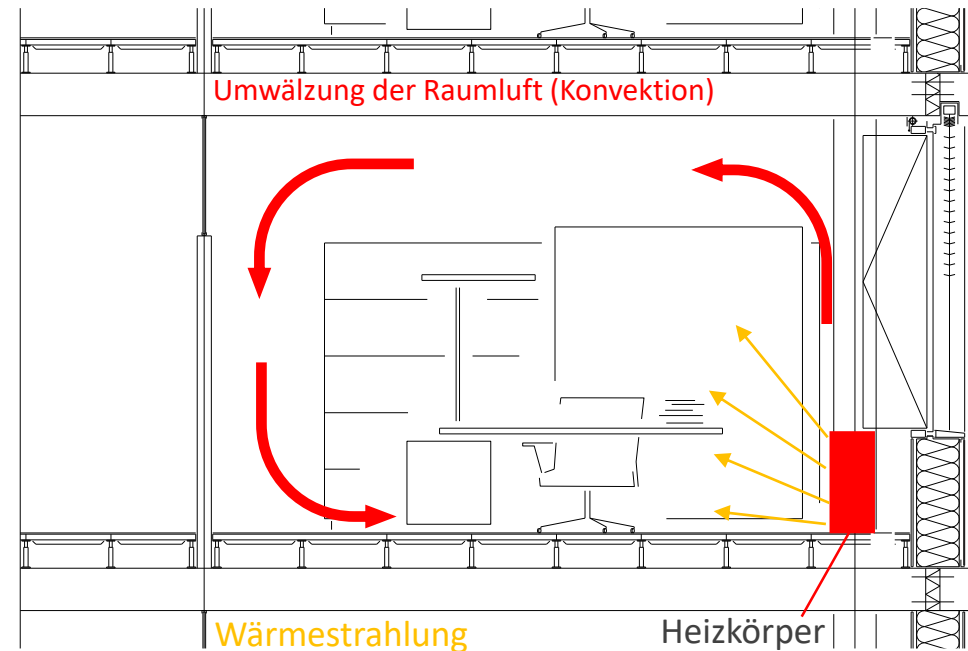 Umwälzung der Raumluft (Konvektion)
Wärmestrahlung
Heizkörper